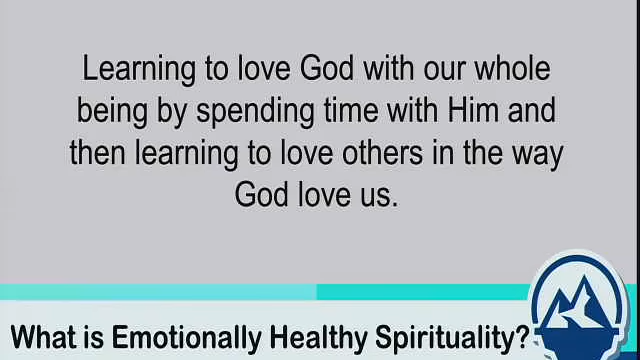 Learning to love God with our whole
being by spending time with Him and
then learning to love others in the way
God love us.
What is Emotionally Healthy Spirituality?